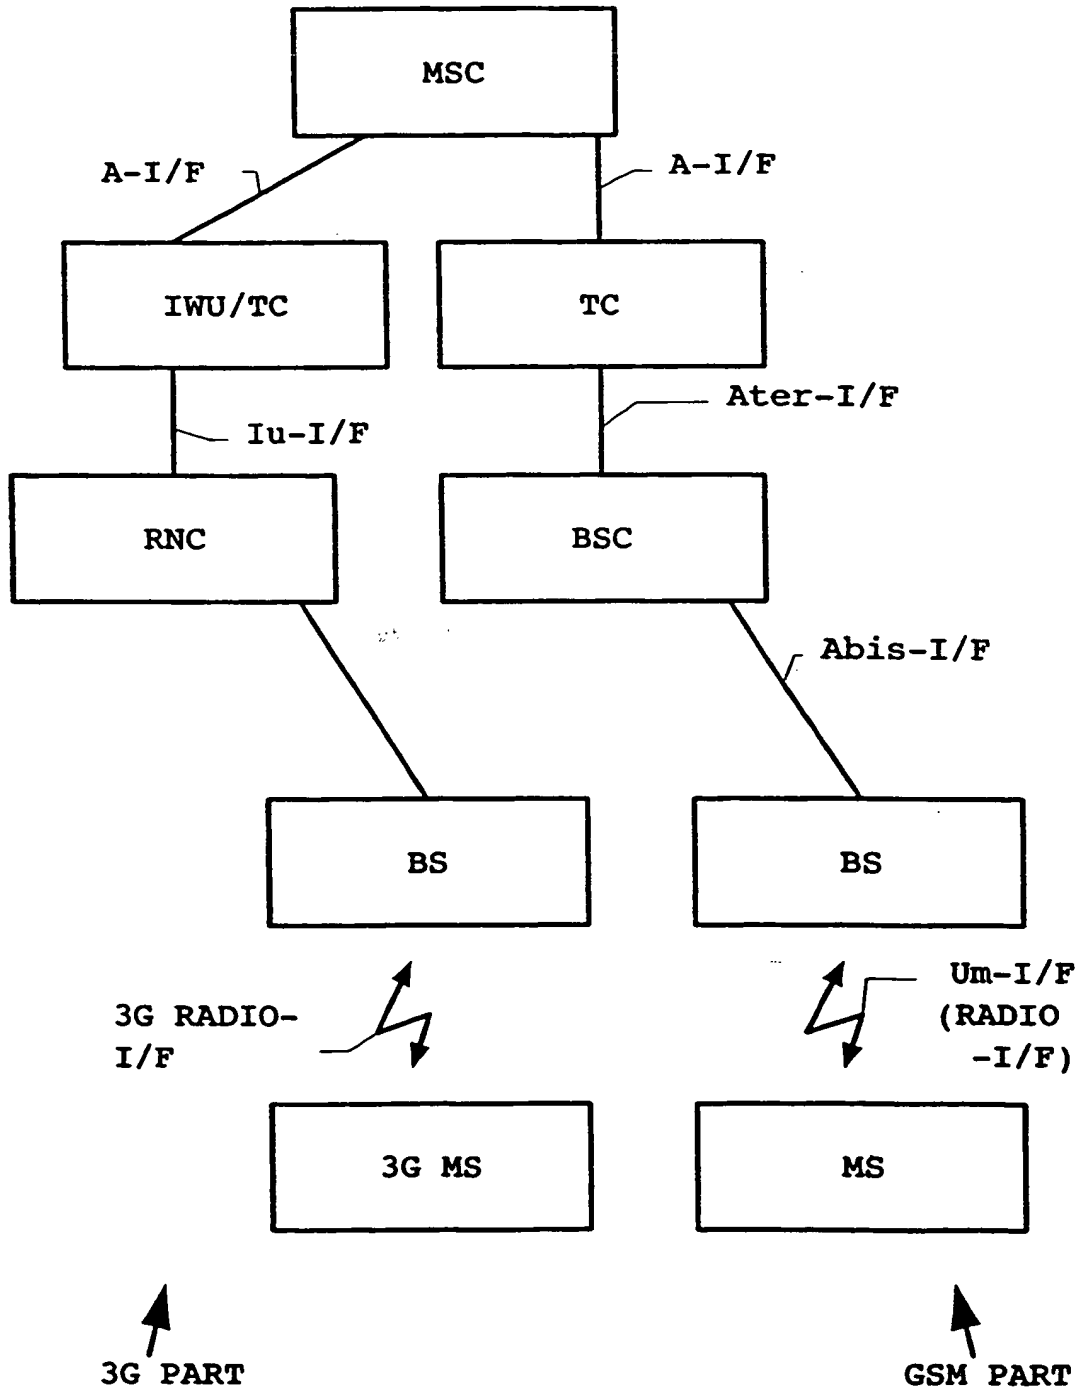 MSC
A-I/F
A-I/F
IWU/TC
TC
Ater-I/F
Iu-I/F
RNC
BSC
Abis-I/F
BS
BS
3G RADIO-
I/F
Um-I/F
(RADIO
-I/F)
3G MS
MS
3G PART
GSM PART